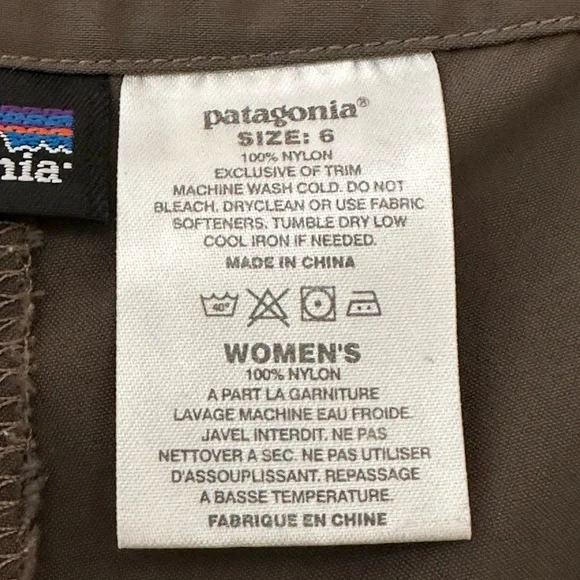 patagonia®
SIZE: 6
100% NYLON
EXCLUSIVE OF TRIM
MACHINE WASH COLD. DO NOT
BLEACH, DRYCLEAN OR USE FABRIC
SOFTENERS. TUMBLE DRY LOW
COOL IRON IF NEEDED.
MADE IN CHINA
40°
WOMEN'S
100% NYLON
A PART LA GARNITURE
LAVAGE MACHINE EAU FROIDE.
JAVEL INTERDIT. NE PAS
NETTOYER A SEC. NE PAS UTILISER
D'ASSOUPLISSANT. REPASSAGE
A BASSE TEMPERATURE.
FABRIQUE EN CHINE
nia